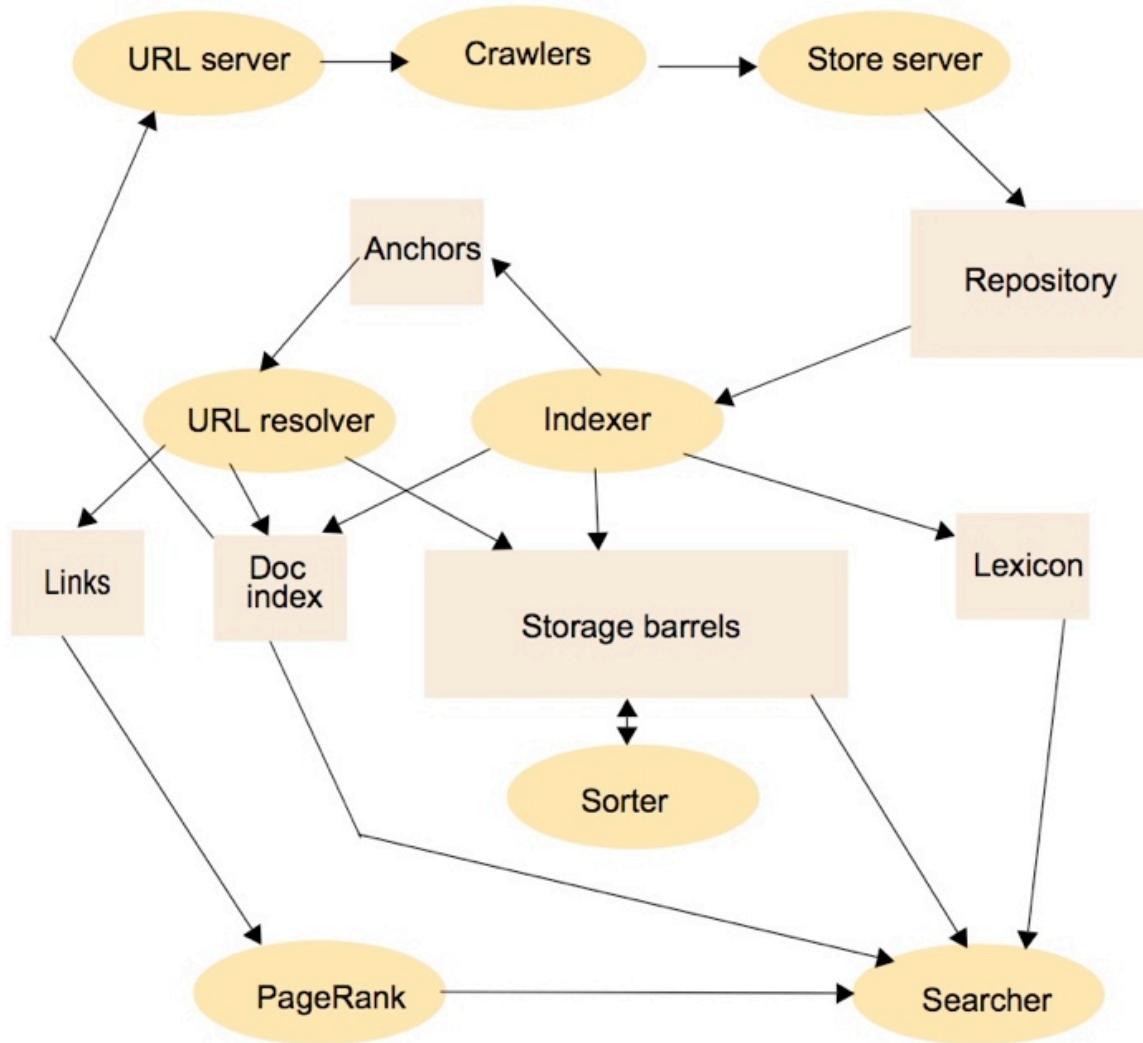 URL server
Crawlers
Store server
Anchors
Repository
URL resolver
Indexer
Links
Doc
index
Storage barrels
Lexicon
Sorter
PageRank
Searcher